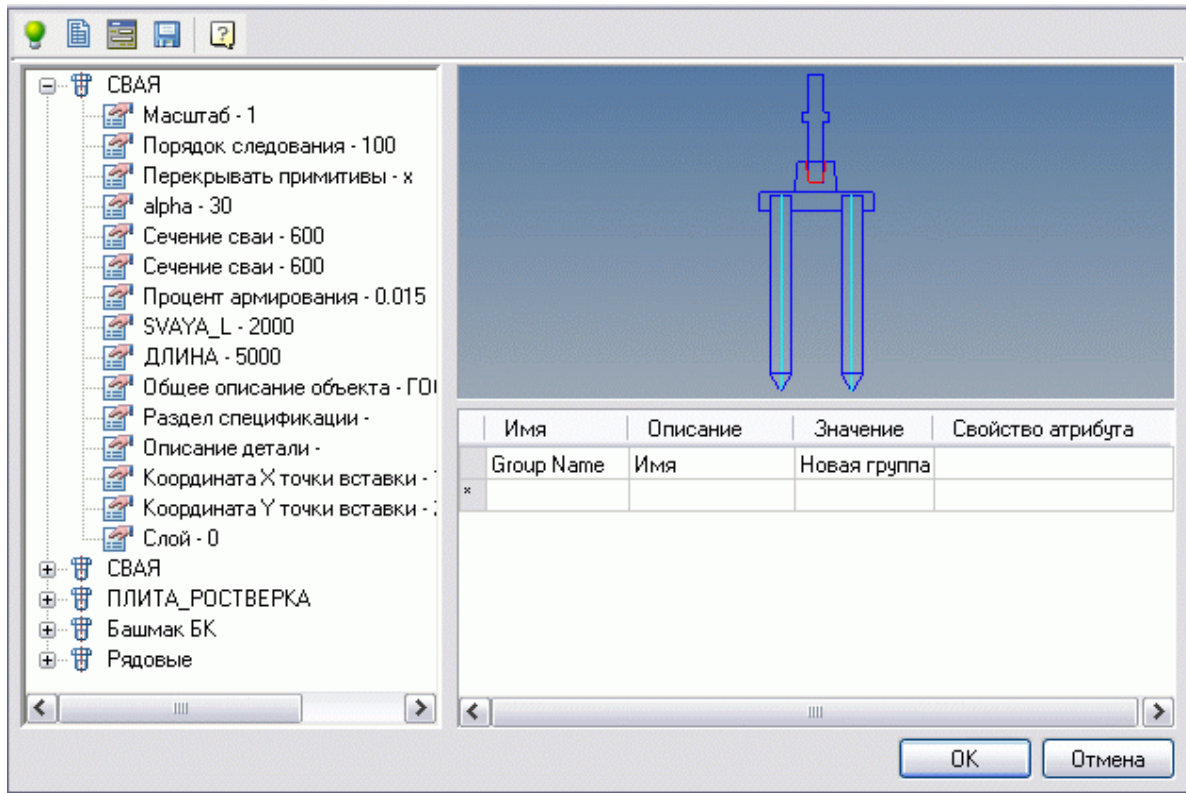 СВАЯ
Масштаб - 1
Порядок следования - 100
Перекрывать примитивы - x
alpha - 30
Сечение сваи - 600
Сечение сваи - 600
Процент армирования - 0.015
SVAYA_L - 2000
ДЛИНА - 5000
Общее описание объекта -
Раздел спецификации -
Описание детали -
Координата X точки вставки -
Координата Y точки вставки -
Слой - 0
СВАЯ
ПЛИТА_РОСТВЕРКА
Башмак БК
Рядовые
Имя Описание Значение Свойство атрибута
Group Name Имя Новая группа
OK Отмена